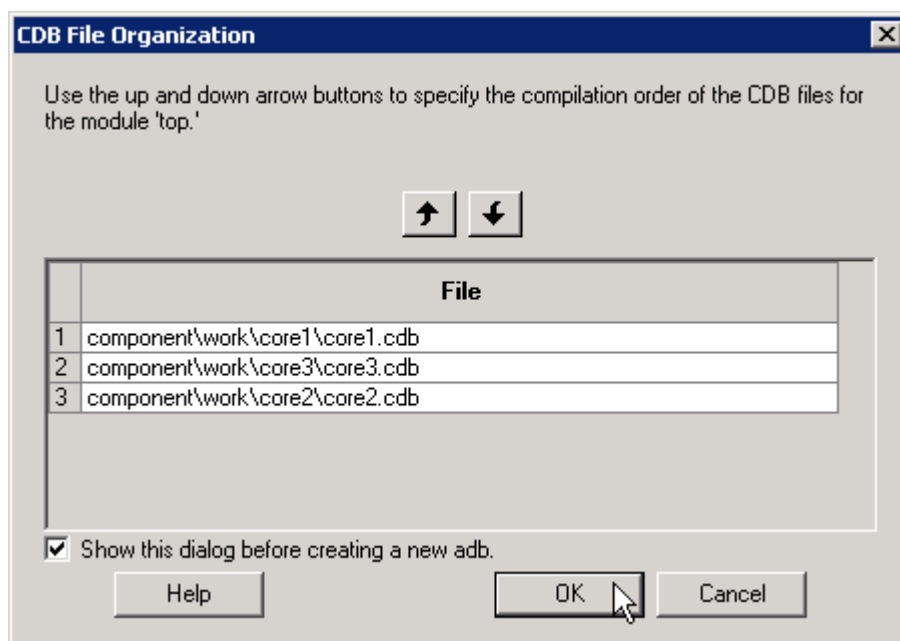 CDB File Organization
Use the up and down arrow buttons to specify the compilation order of the CDB files for
the module 'top.'
File
1 component\work\core1\core1.cdb
2 component\work\core3\core3.cdb
3 component\work\core2\core2.cdb
Show this dialog before creating a new adb.
Help OK Cancel